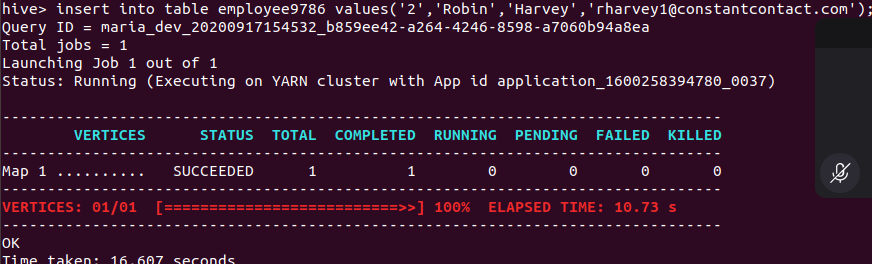 hive> insert into table employee9786 values('2','Robin','Harvey','rharvey1@constantcontact.com');
Query ID = maria_dev_20200917154532_b859ee42-a264-4246-8598-a7060b94a8ea
Total jobs = 1
Launching Job 1 out of 1
Status: Running (Executing on YARN cluster with App id application_1600258394780_0037)
--------------------------------------------------------------------------------
VERTICES STATUS TOTAL COMPLETED RUNNING PENDING FAILED KILLED
--------------------------------------------------------------------------------
Map 1 .......... SUCCEEDED 1 1 0 0 0 0
--------------------------------------------------------------------------------
VERTICES: 01/01 [==========================>>] 100% ELAPSED TIME: 10.73 s
--------------------------------------------------------------------------------
OK
Time taken: 16.607 seconds